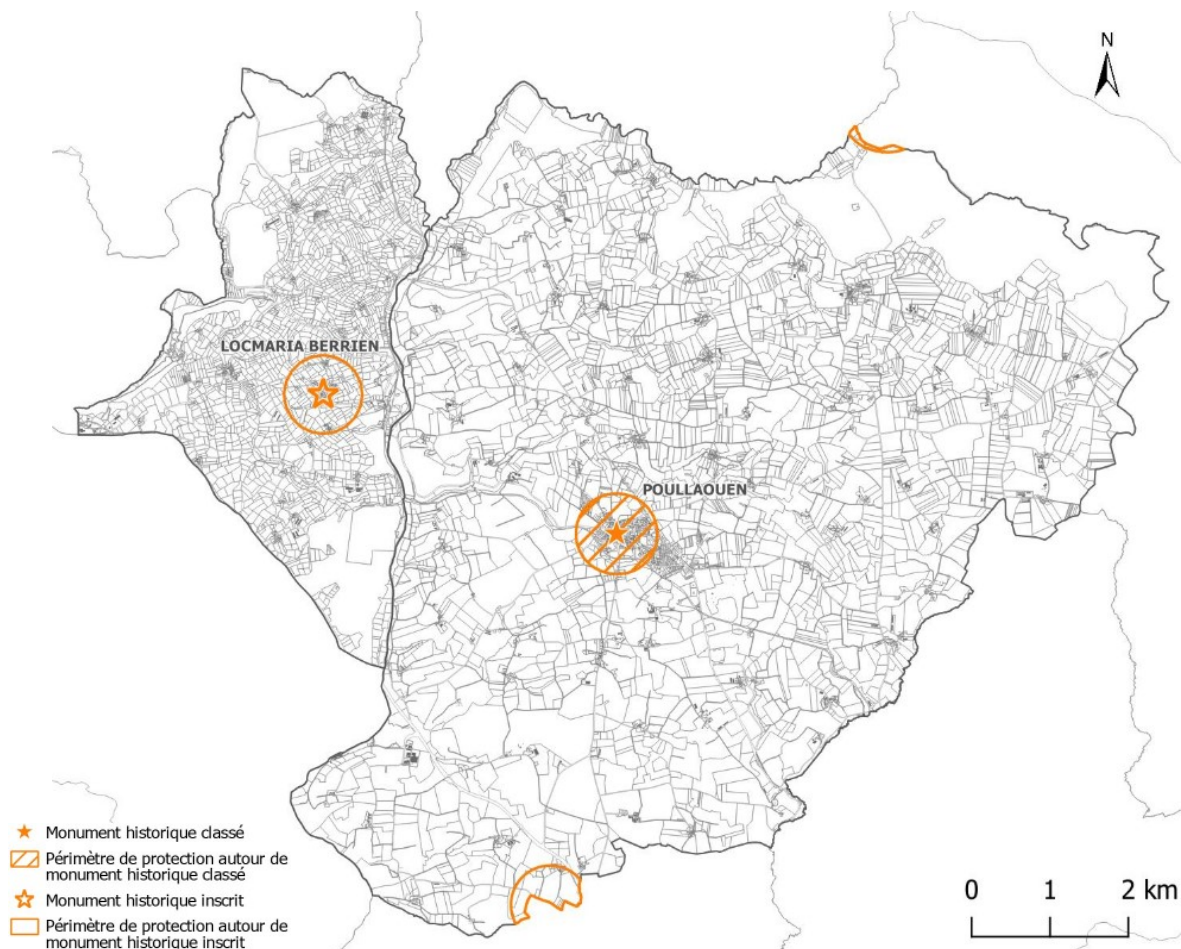 N
LOCMARIA BERRIEN
POULLAOUEN
Monument historique classé
Périmètre de protection autour de
monument historique classé
Monument historique inscrit
Périmètre de protection autour de
monument historique inscrit
0 1 2 km